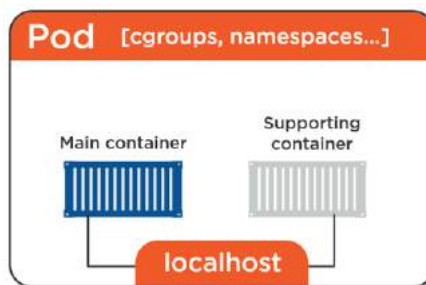 Pod [cgroups, namespaces...]
Main container
Supporting
container
localhost